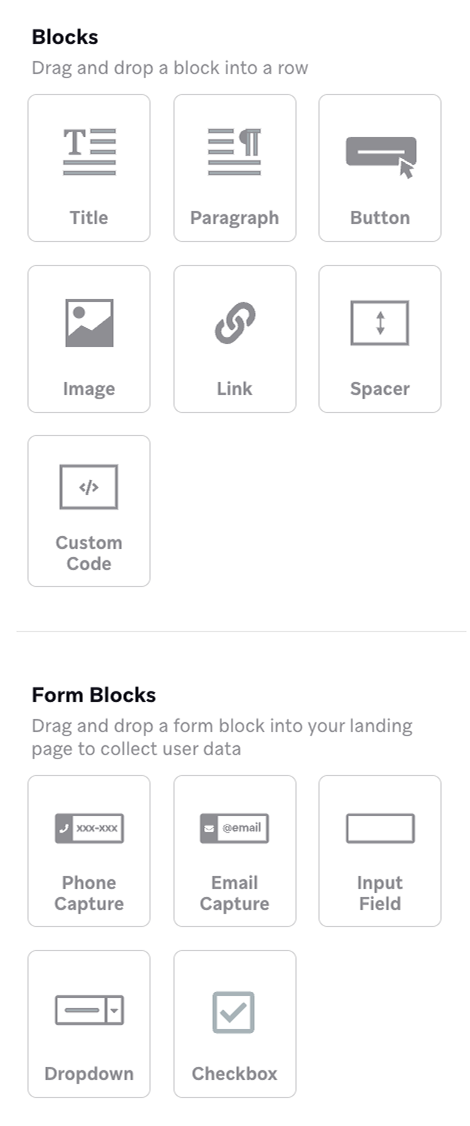 Blocks
Drag and drop a block into a row
T
Title
Paragraph
Button
Image
Link
Spacer
</>
Custom
Code
Form Blocks
Drag and drop a form block into your landing
page to collect user data
xxx-xxx
Phone
Capture
@email
Email
Capture
Input
Field
Dropdown
Checkbox